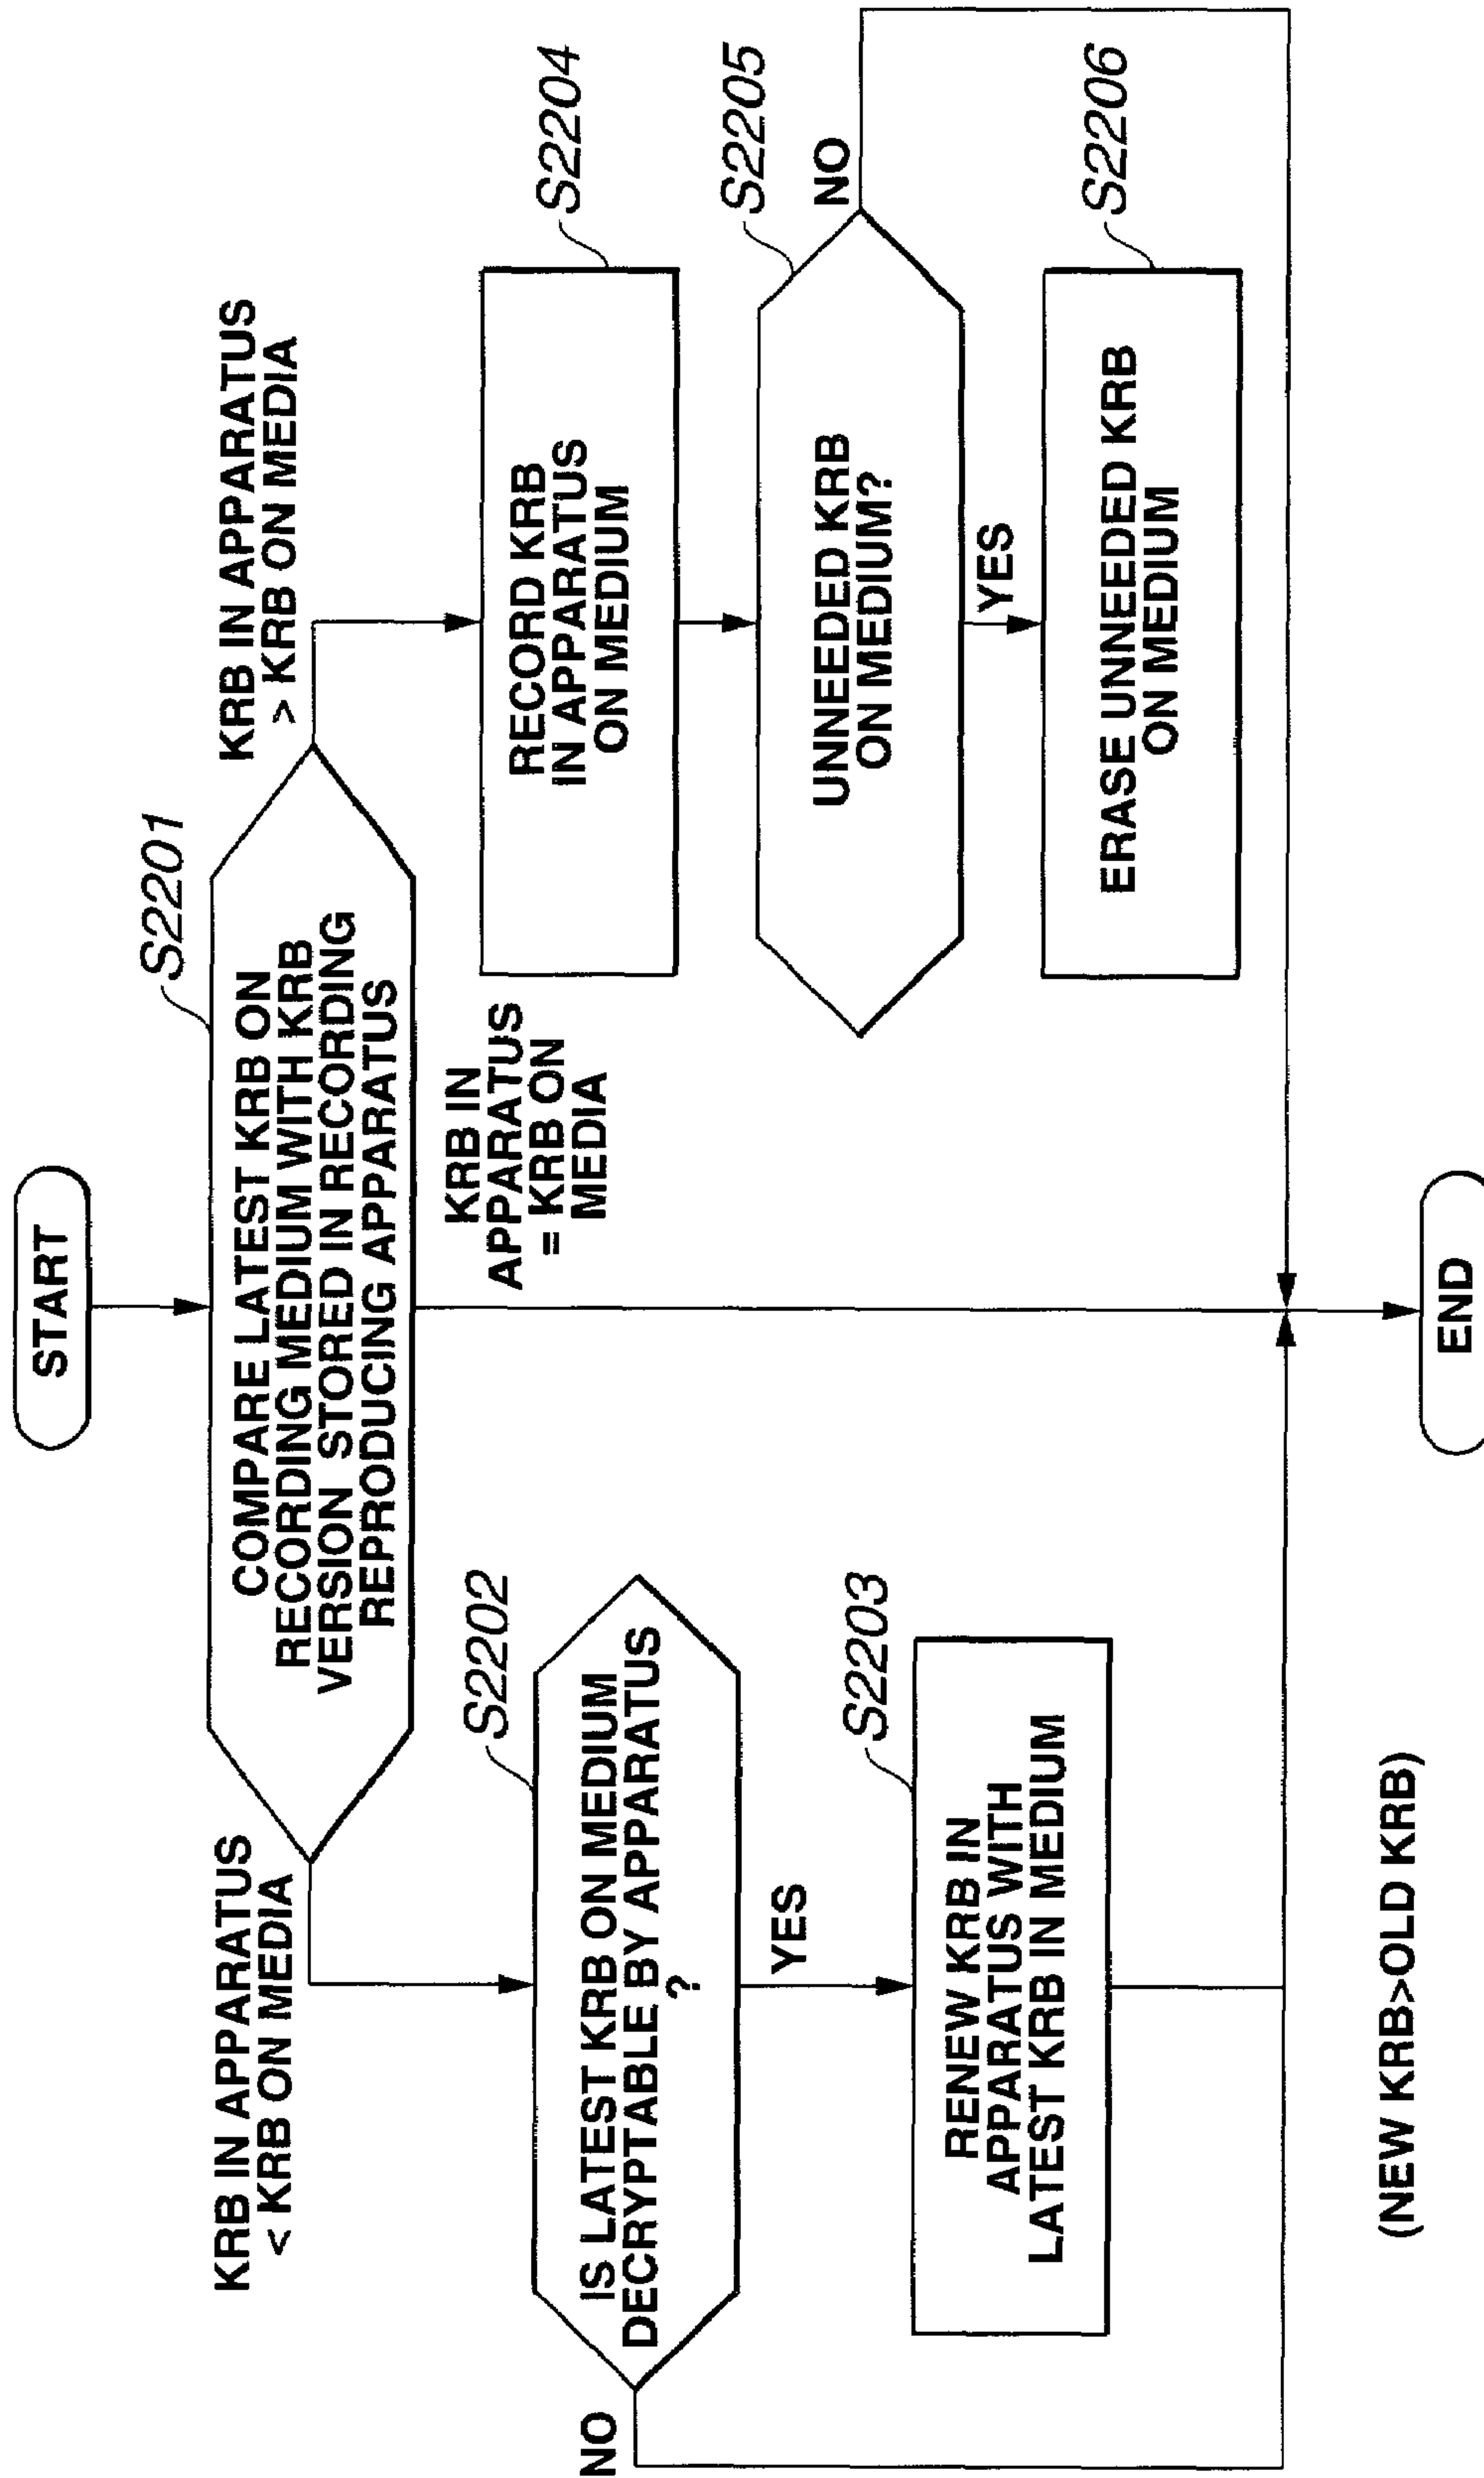 START
S2201
COMPARE LATEST KRB ON
RECORDING MEDIUM WITH KRB
VERSION STORED IN RECORDING
REPRODUCING APPARATUS
KRB IN APPARATUS
< KRB ON MEDIA
KRB IN
APPARATUS
= KRB ON
MEDIA
KRB IN APPARATUS
> KRB ON MEDIA
S2202
IS LATEST KRB ON MEDIUM
DECRYPTABLE BY APPARATUS
?
NO
YES
S2203
RENEW KRB IN
APPARATUS WITH
LATEST KRB IN MEDIUM
S2204
RECORD KRB
IN APPARATUS
ON MEDIUM
S2205
UNNEEDED KRB
ON MEDIUM?
NO
YES
S2206
ERASE UNNEEDED KRB
ON MEDIUM
(NEW KRB>OLD KRB)
END